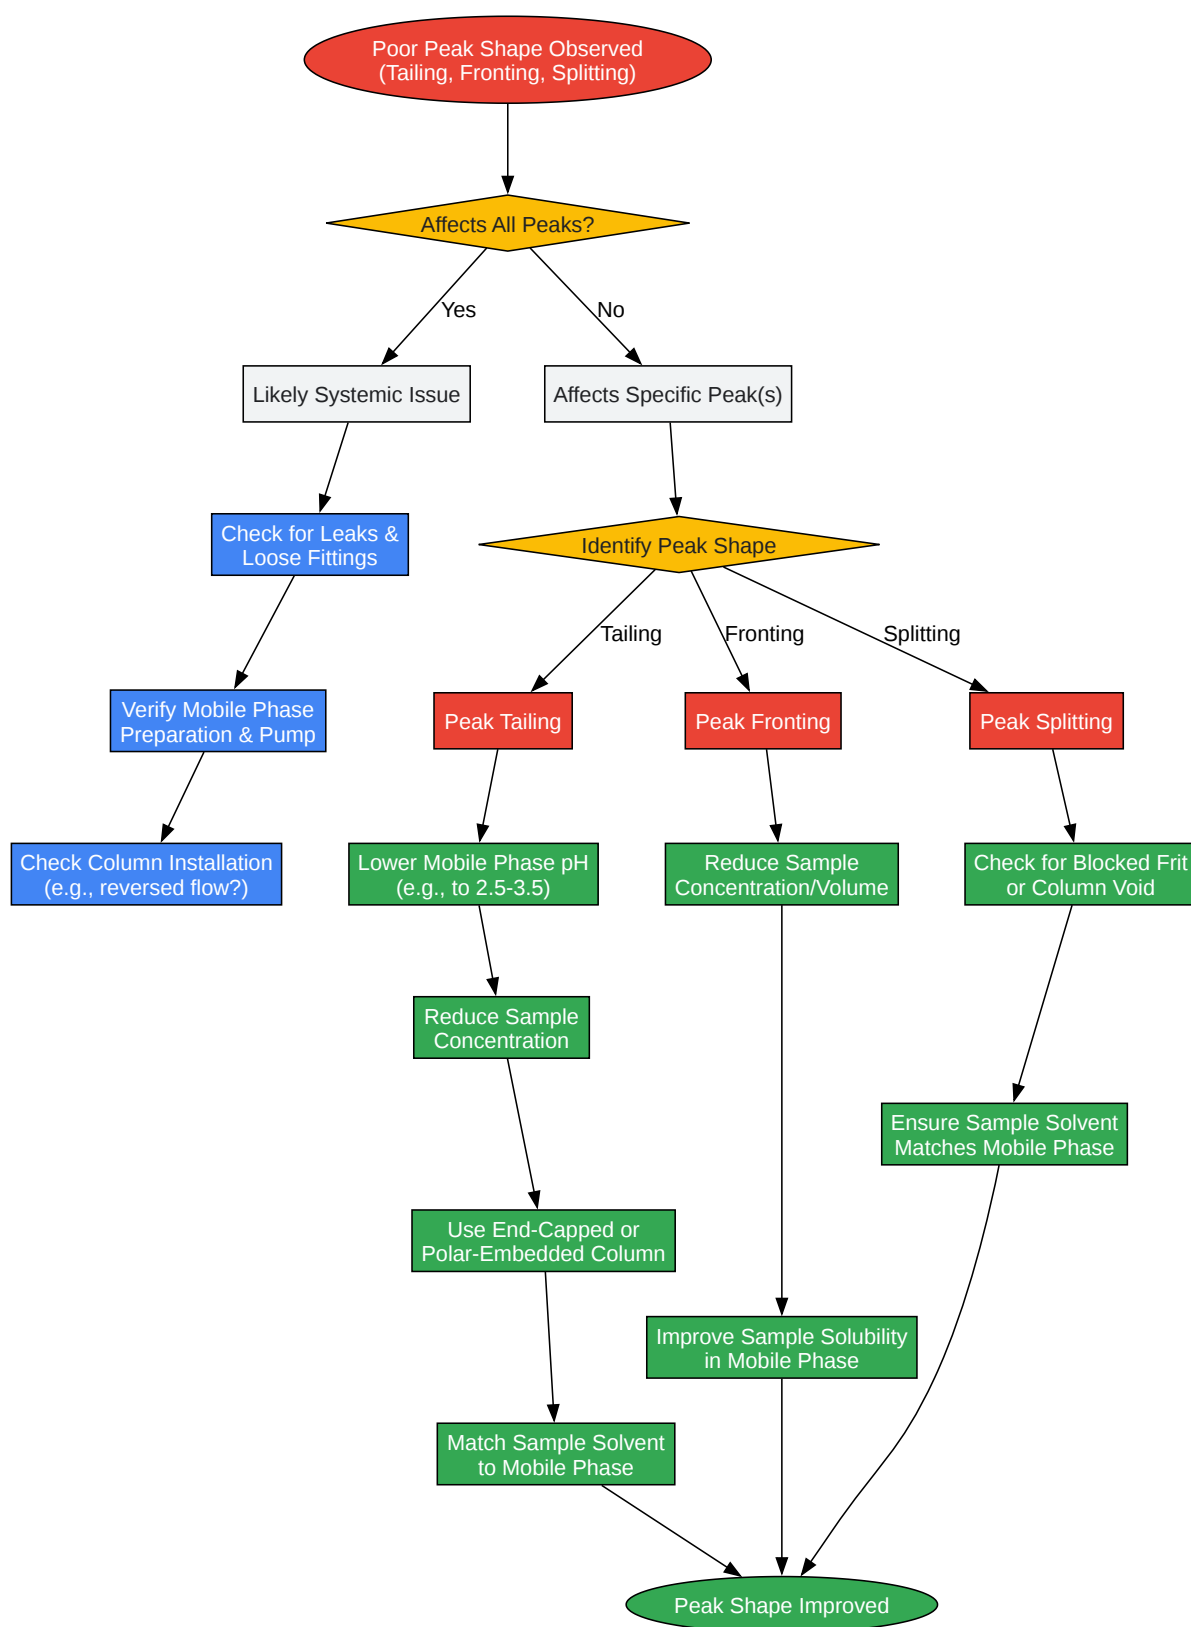 Poor Peak Shape Observed
(Tailing, Fronting, Splitting)
Affects All Peaks?
Yes
No
Likely Systemic Issue
Affects Specific Peak(s)
Check for Leaks &
Loose Fittings
Identify Peak Shape
Tailing
Fronting
Splitting
Verify Mobile Phase
Preparation & Pump
Peak Tailing
Peak Fronting
Peak Splitting
Check Column Installation
(e.g., reversed flow?)
Lower Mobile Phase pH
(e.g., to 2.5-3.5)
Reduce Sample
Concentration/Volume
Check for Blocked Frit
or Column Void
Reduce Sample
Concentration
Ensure Sample Solvent
Matches Mobile Phase
Use End-Capped or
Polar-Embedded Column
Improve Sample Solubility
in Mobile Phase
Match Sample Solvent
to Mobile Phase
Peak Shape Improved